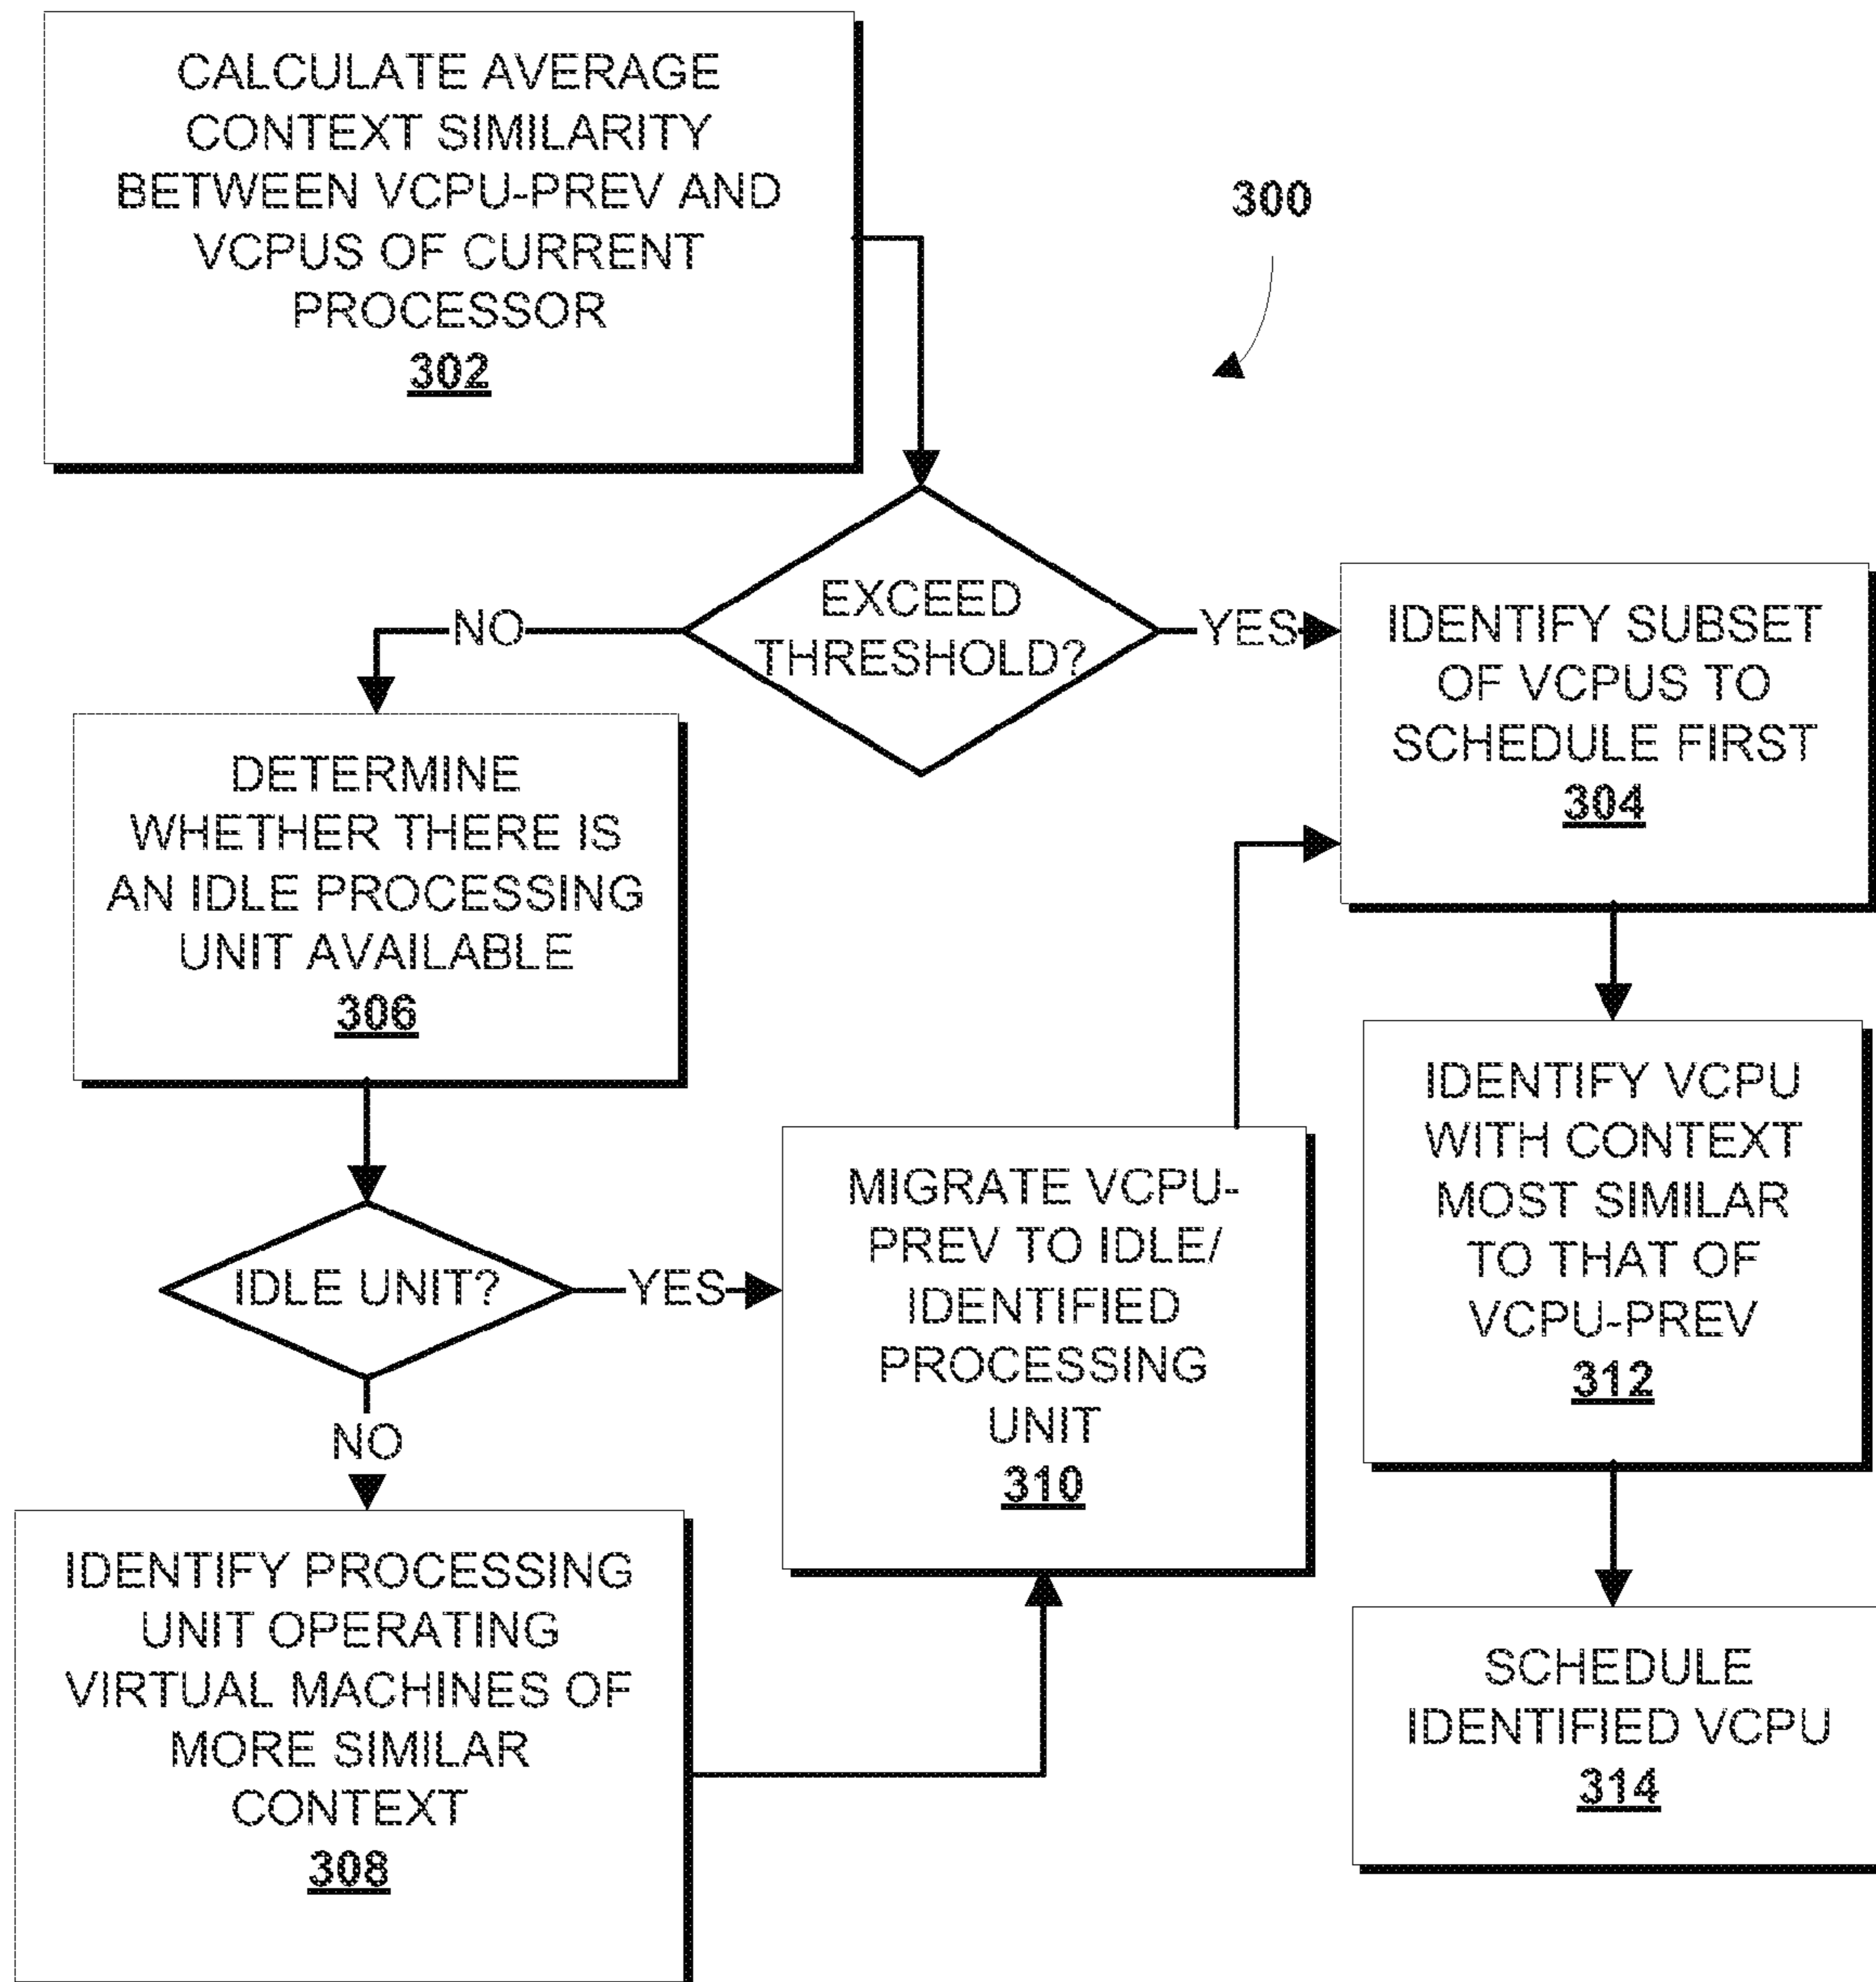 CALCULATE AVERAGE
CONTEXT SIMILARITY
BETWEEN VCPU-PREV AND
VCPUS OF CURRENT
PROCESSOR
302
300
EXCEED
THRESHOLD?
NO
YES
IDENTIFY SUBSET
OF VCPUS TO
SCHEDULE FIRST
304
DETERMINE
WHETHER THERE IS
AN IDLE PROCESSING
UNIT AVAILABLE
306
IDLE UNIT?
YES
NO
MIGRATE VCPU-
PREV TO IDLE/
IDENTIFIED
PROCESSING
UNIT
310
IDENTIFY VCPU
WITH CONTEXT
MOST SIMILAR
TO THAT OF
VCPU-PREV
312
IDENTIFY PROCESSING
UNIT OPERATING
VIRTUAL MACHINES OF
MORE SIMILAR
CONTEXT
308
SCHEDULE
IDENTIFIED VCPU
314